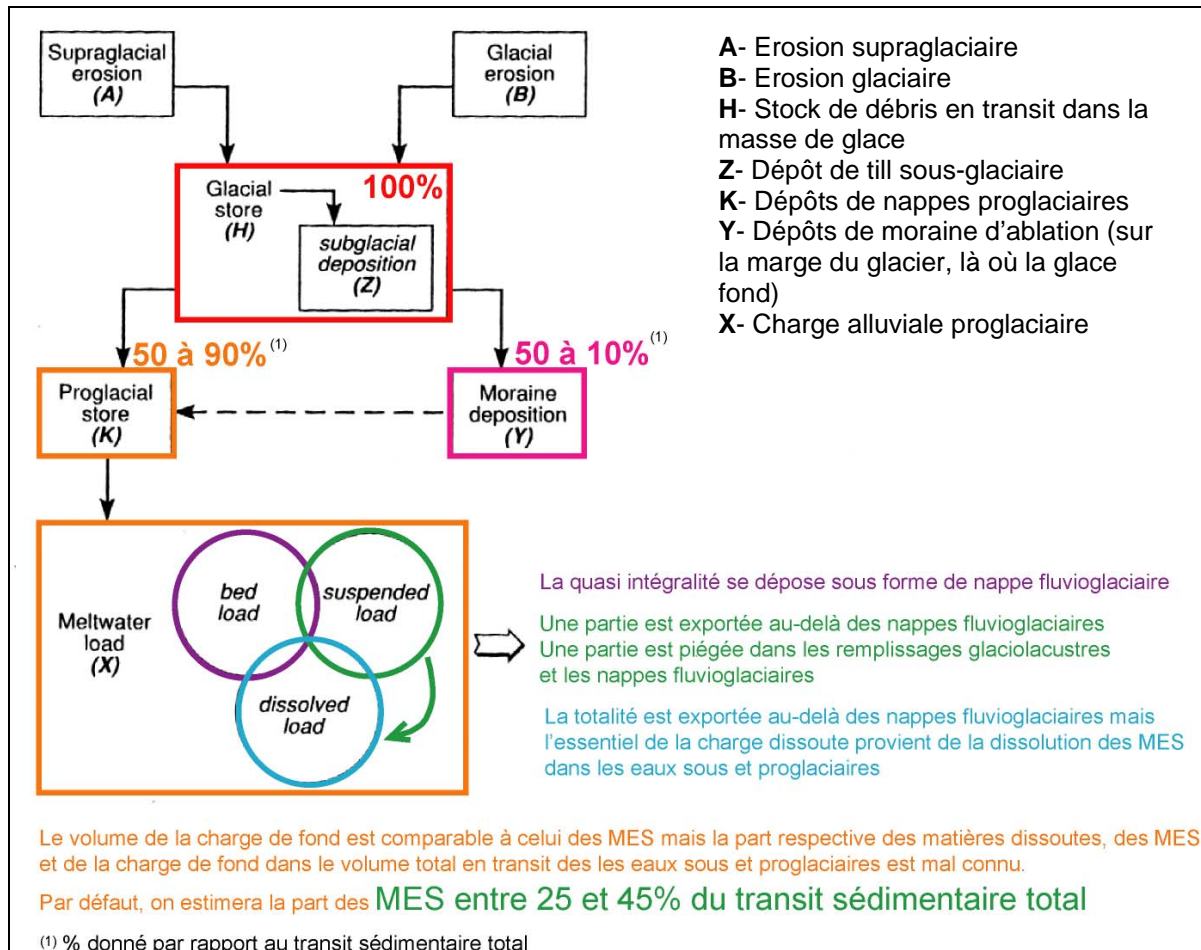 Supraglacial
erosion
(A)
Glacial
erosion
(B)
A- Erosion supraglaciaire
B- Erosion glaciaire
H- Stock de débris en transit dans la
masse de glace
Z- Dépôt de till sous-glaciaire
K- Dépôts de nappes proglaciaires
Y- Dépôts de moraine d'ablation (sur
la marge du glacier, là où la glace
fond)
X- Charge alluviale proglaciaire
100%
Glacial
store
(H)
subglacial
deposition
(Z)
50 à 90% (1)
50 à 10% (1)
Proglacial
store
(K)
Moraine
deposition
(Y)
Meltwater
load
(X)
bed
load
suspended
load
dissolved
load
La quasi intégralité se dépose sous forme de nappe fluvioglaciaire
Une partie est exportée au-delà des nappes fluvioglaciaires
Une partie est piégée dans les remplissages glaciolacustres
et les nappes fluvioglaciaires
La totalité est exportée au-delà des nappes fluvioglaciaires mais
l'essentiel de la charge dissoute provient de la dissolution des MES
dans les eaux sous et proglaciaires
Le volume de la charge de fond est comparable à celui des MES mais la part respective des matières dissoutes, des MES
et de la charge de fond dans le volume total en transit des les eaux sous et proglaciaires est mal connu.
Par défaut, on estimera la part des MES entre 25 et 45% du transit sédimentaire total
(1) % donné par rapport au transit sédimentaire total